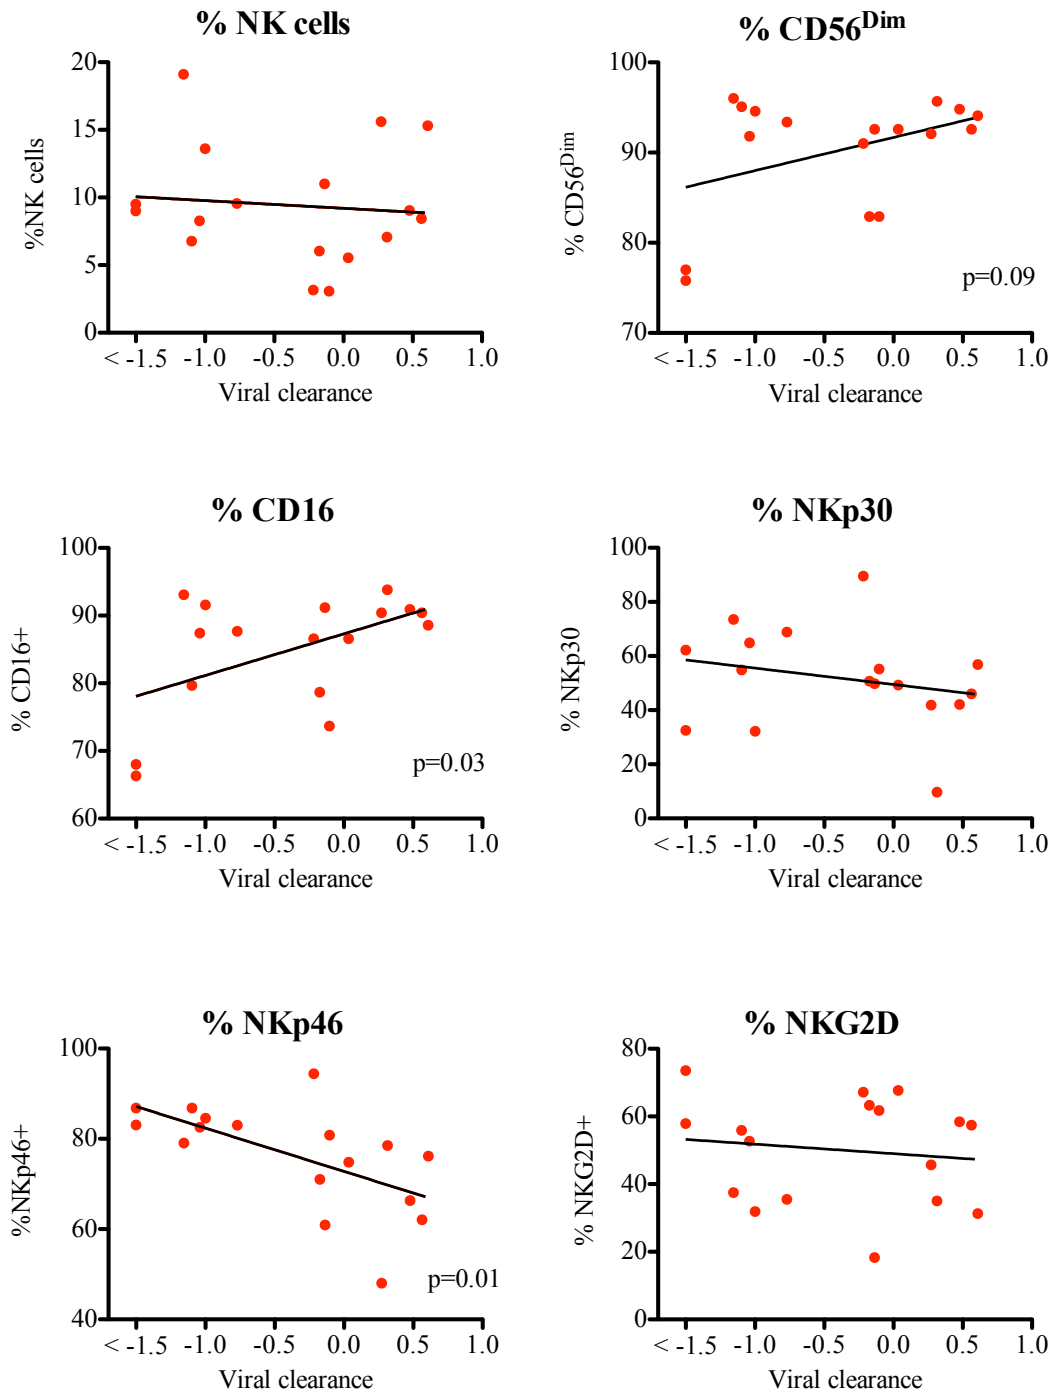 % NK cells
20
15
10
5
0
%NK cells
< -1.5 -1.0 -0.5 0.0 0.5 1.0
Viral clearance
% CD56Dim
100
90
80
70
% CD56Dim
p=0.09
< -1.5 -1.0 -0.5 0.0 0.5 1.0
Viral clearance
% CD16
100
90
80
70
60
% CD16+
p=0.03
< -1.5 -1.0 -0.5 0.0 0.5 1.0
Viral clearance
% NKp30
100
80
60
40
20
0
% NKp30
< -1.5 -1.0 -0.5 0.0 0.5 1.0
Viral clearance
% NKp46
100
80
60
40
%NKp46+
p=0.01
< -1.5 -1.0 -0.5 0.0 0.5 1.0
Viral clearance
% NKG2D
80
60
40
20
0
% NKG2D+
< -1.5 -1.0 -0.5 0.0 0.5 1.0
Viral clearance